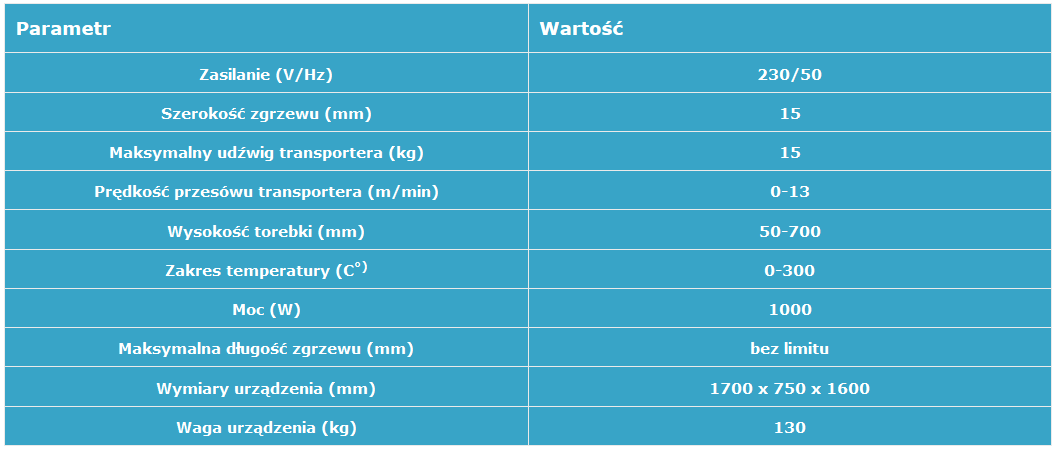 Parametr Wartość
Zasilanie (V/Hz) 230/50
Szerokość zgrzewu (mm) 15
Maksymalny udźwig transportera (kg) 15
Prędkość przesówu transportera (m/min) 0-13
Wysokość torebki (mm) 50-700
Zakres temperatury (C°) 0-300
Moc (W) 1000
Maksymalna długość zgrzewu (mm) bez limitu
Wymiary urządzenia (mm) 1700 x 750 x 1600
Waga urządzenia (kg) 130